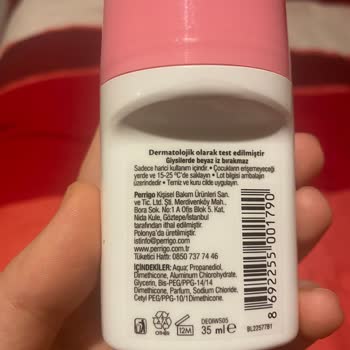 Dermatolojik olarak test edilmiştir
Giysilerde beyaz iz bırakmaz
Sadece harici kullanım içindir. • Çocukların erişemeyeceği
yerde ve 15-25 °C'de saklayın • Lot bilgisi ambalajın
üzerindedir • Temiz ve kuru cilde uygulayın.
Perrigo Kişisel Bakım Ürünleri San.
ve Tic. Ltd. Şti. Merdivenköy Mah.,
Bora Sok. No:1 A Ofis Blok 5. Kat,
Nida Kule, Göztepe/İstanbul
tarafından ithal edilmiştir.
Polonya'da üretilmiştir.
istinfo@perrigo.com
Tüketici Hattı: 0850 737 74 46
İÇİNDEKİLER: Aqua, Propanediol,
Dimethicone, Aluminum Chlorohydrate,
Glycerin, Bis-PEG/PPG-14/14
Dimethicone, Parfum, Sodium Chloride,
Cetyl PEG/PPG-10/1 Dimethicone.
8 692255 001790
12M
DEORWS05
35 ml e
BL2257781